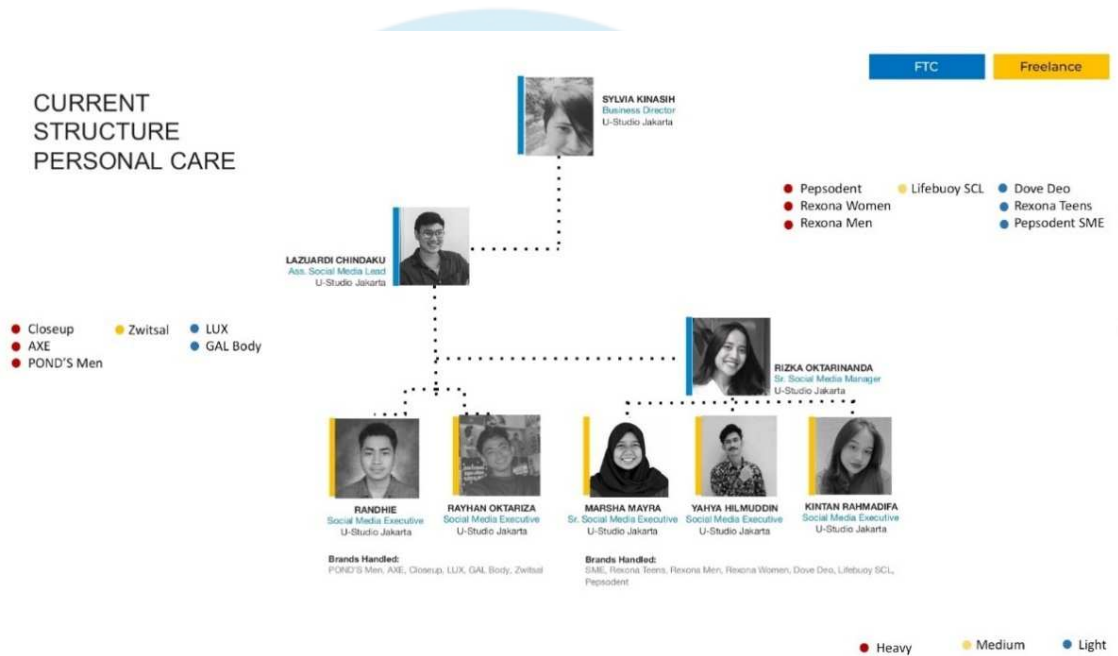 FTC
Freelance
CURRENT
STRUCTURE
PERSONAL CARE
SYLVIA KINASIH
Business Director
U-Studio Jakarta
Pepsodent
Rexona Women
Rexona Men
Lifebuoy SCL
Dove Deo
Rexona Teens
Pepsodent SME
LAZUARDI CHINDAKU
Ass. Social Media Lead
U-Studio Jakarta
Closeup
AXE
POND'S Men
Zwitsal
LUX
GAL Body
RIZKA OKTARINANDA
Sr. Social Media Manager
U-Studio Jakarta
RANDHIE
Social Media Executive
U-Studio Jakarta
RAYHAN OKTARIZA
Social Media Executive
U-Studio Jakarta
MARSHA MAYRA
Sr. Social Media Executive
U-Studio Jakarta
YAHYA HILMUDDIN
Social Media Executive
U-Studio Jakarta
KINTAN RAHMADIFA
Social Media Executive
U-Studio Jakarta
Brands Handled:
POND'S Men, AXE, Closeup, LUX, GAL Body, Zwitsal
Brands Handled:
SME, Rexona Teens, Rexona Men, Rexona Women, Dove Deo, Lifebuoy SCL,
Pepsodent
Heavy
Medium
Light